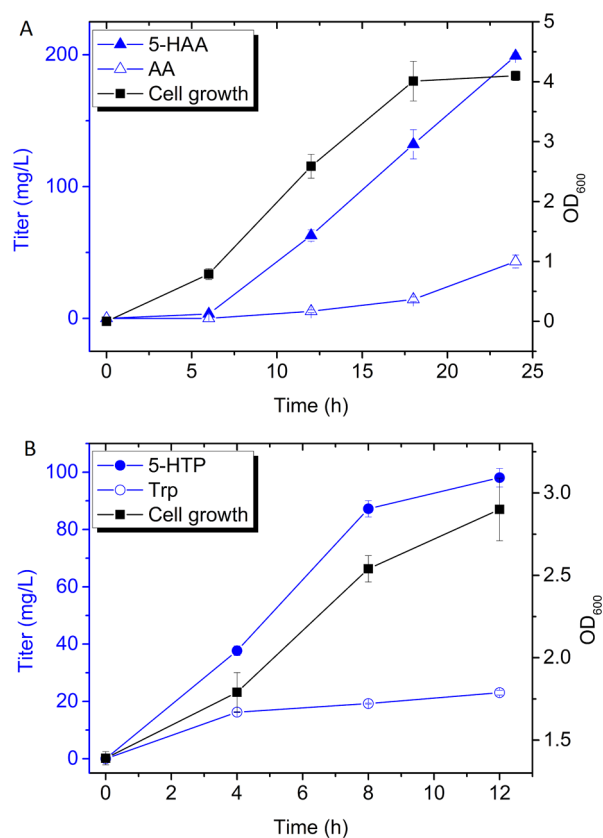 A
5-HAA
AA
Cell growth
Titer (mg/L)
200
100
0
OD600
5
4
3
2
1
0
0 5 10 15 20 25
Time (h)
B
5-HTP
Trp
Cell growth
Titer (mg/L)
100
80
60
40
20
0
OD600
3.0
2.5
2.0
1.5
0 2 4 6 8 10 12
Time (h)